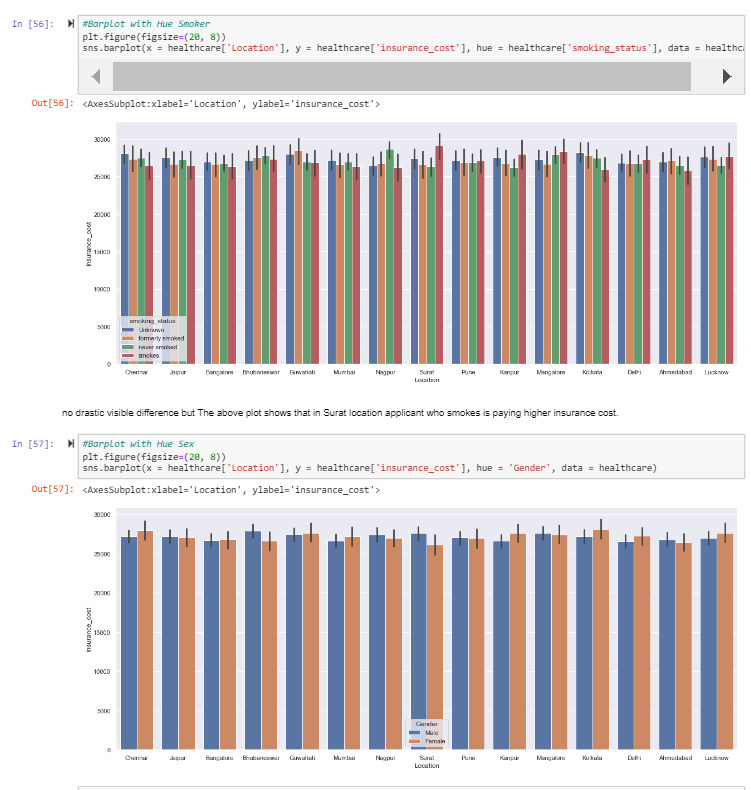 In [56]:
#Barplot with Hue Smoker
plt.figure(figsize=(20, 8))
sns.barplot(x = healthcare['Location'], y = healthcare['insurance_cost'], hue = healthcare['smoking_status'], data = healthca
Out[56]: <AxesSubplot:xlabel='Location', ylabel='insurance_cost'>
30000
25000
20000
15000
10000
5000
0
insurance_cost
smoking_status
Unknown
formerly smoked
never smoked
smokes
Chennai Jaipur Bangalore Bhubaneswar Guwahati Mumbai Nagpur Surat Pune Kanpur Mangalore Kolkata Delhi Ahmedabad Lucknow
Location
no drastic visible difference but The above plot shows that in Surat location applicant who smokes is paying higher insurance cost.
In [57]:
#Barplot with Hue Sex
plt.figure(figsize=(20, 8))
sns.barplot(x = healthcare['Location'], y = healthcare['insurance_cost'], hue = 'Gender', data = healthcare)
Out[57]: <AxesSubplot:xlabel='Location', ylabel='insurance_cost'>
30000
25000
20000
15000
10000
5000
0
insurance_cost
Gender
Male
Female
Chennai Jaipur Bangalore Bhubaneswar Guwahati Mumbai Nagpur Surat Pune Kanpur Mangalore Kolkata Delhi Ahmedabad Lucknow
Location